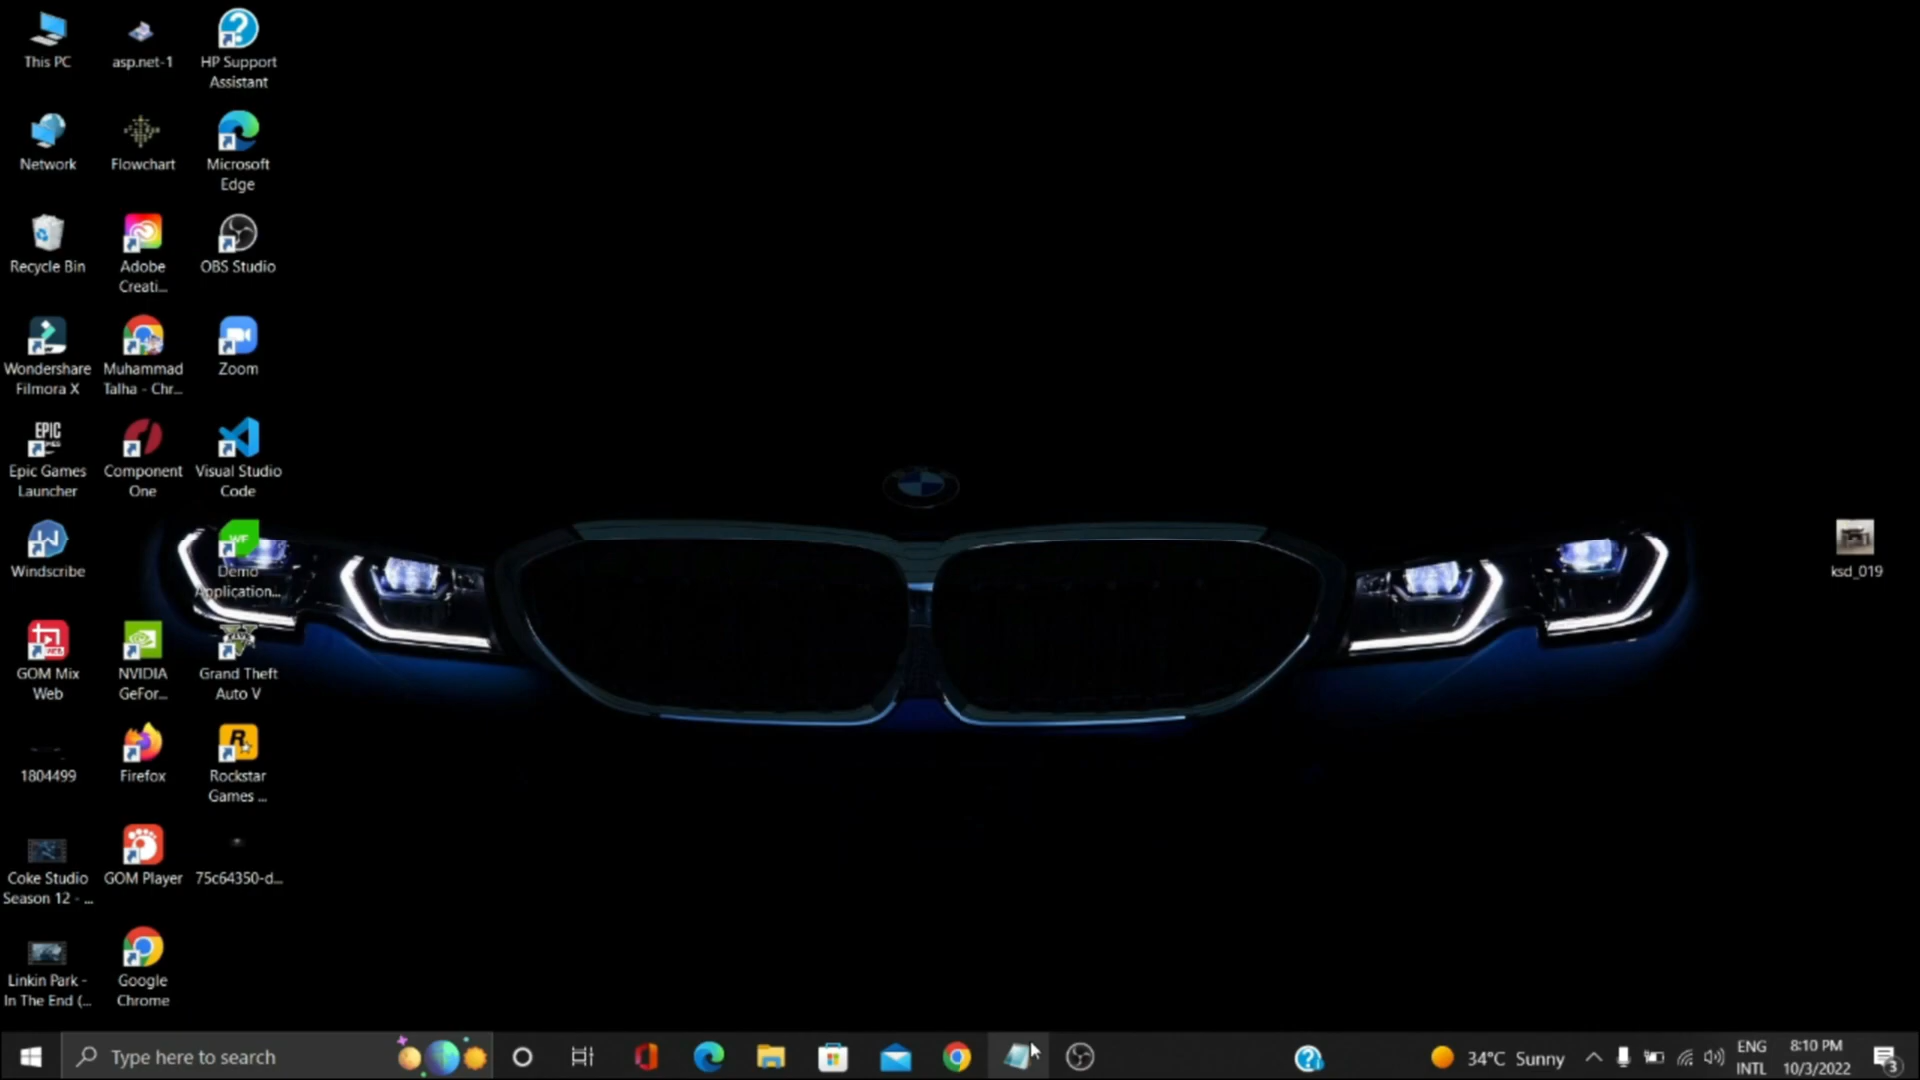 This PC
asp.net-1
HP Support
Assistant
Network
Flowchart
Microsoft
Edge
Recycle Bin
Adobe
Creati...
OBS Studio
Wondershare
Filmora X
Muhammad
Talha - Chr...
Zoom
EPIC
Epic Games
Launcher
Component
One
Visual Studio
Code
Windscribe
WF
Demo
Application...
ksd_019
GOM Mix
Web
NVIDIA
GeFor...
Grand Theft
Auto V
1804499
Firefox
R
Rockstar
Games ...
Coke Studio
Season 12 - ...
GOM Player
75c64350-d...
Linkin Park -
In The End (...
Google
Chrome
Type here to search
34°C Sunny
ENG
INTL
8:10 PM
10/3/2022
3